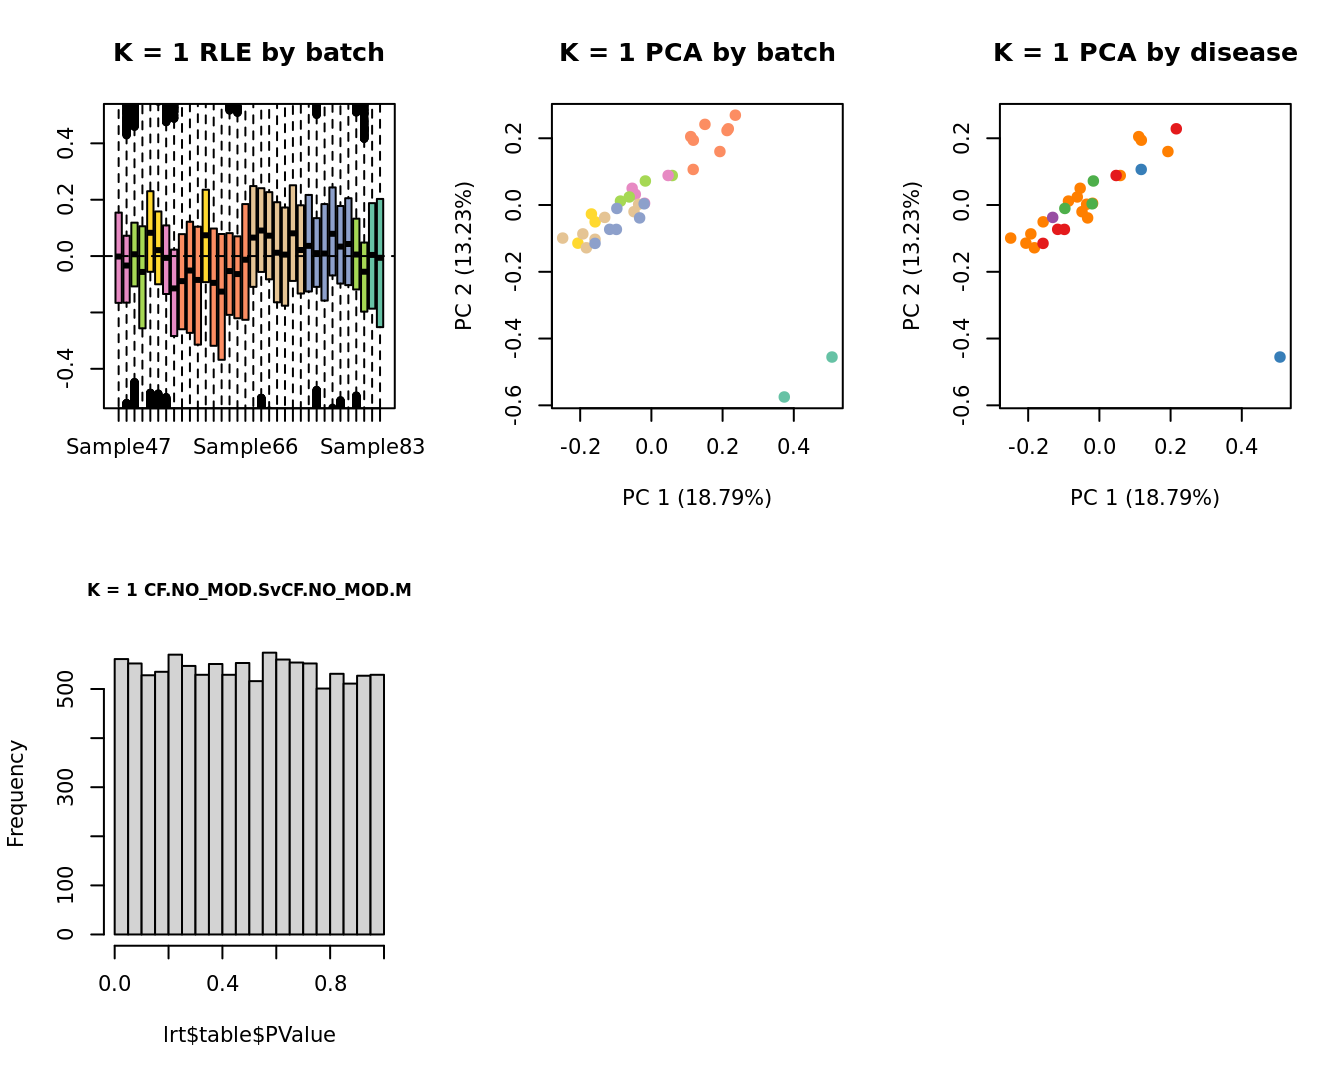 K = 1 RLE by batch
0.4
0.2
0.0
-0.4
Sample47 Sample66 Sample83
K = 1 PCA by batch
PC 2 (13.23%)
0.2
0.0
-0.2
-0.4
-0.6
-0.2 0.0 0.2 0.4
PC 1 (18.79%)
K = 1 PCA by disease
PC 2 (13.23%)
0.2
0.0
-0.2
-0.4
-0.6
-0.2 0.0 0.2 0.4
PC 1 (18.79%)
K = 1 CF.NO_MOD.SvCF.NO_MOD.M
Frequency
500
300
100
0
0.0 0.4 0.8
lrt$table$PValue